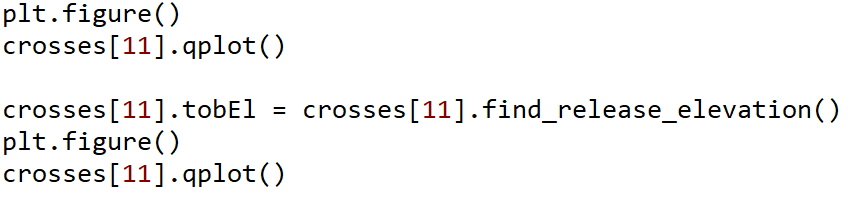 plt.figure()
crosses[11].qplot()
crosses[11].tobEl = crosses[11].find_release_elevation()
plt.figure()
crosses[11].qplot()